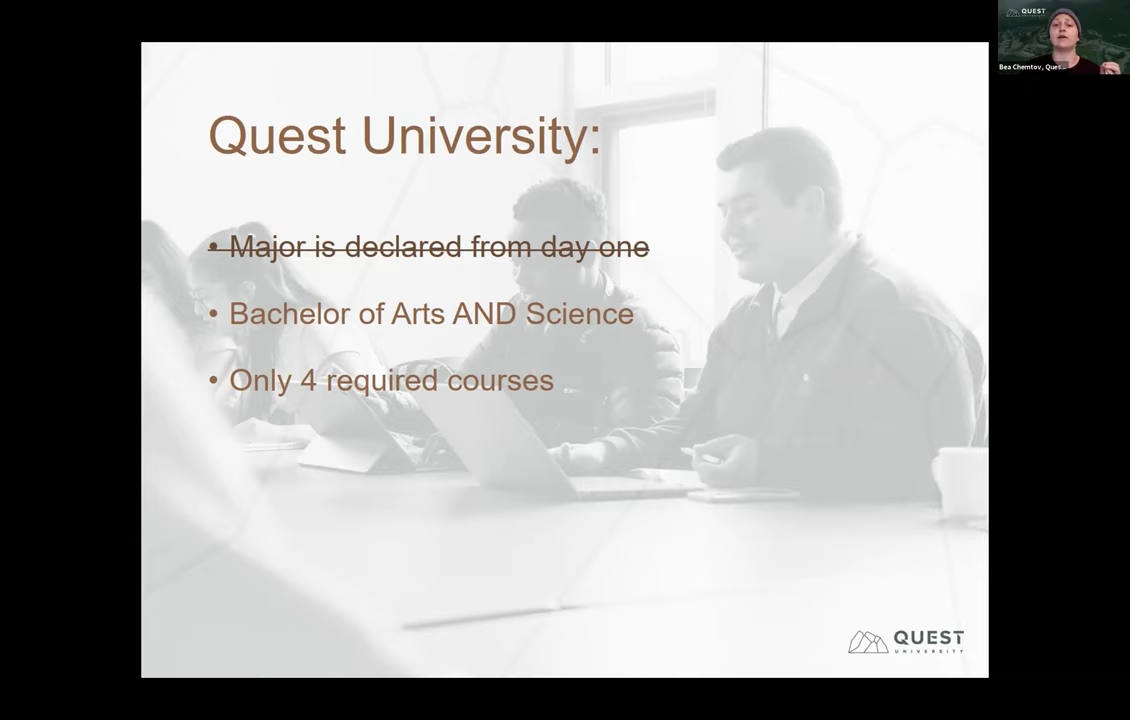 QUEST
Bea Chemtov, Ques...
Quest University:
• Major is declared from day one
• Bachelor of Arts AND Science
• Only 4 required courses
QUEST
UNIVERSITY